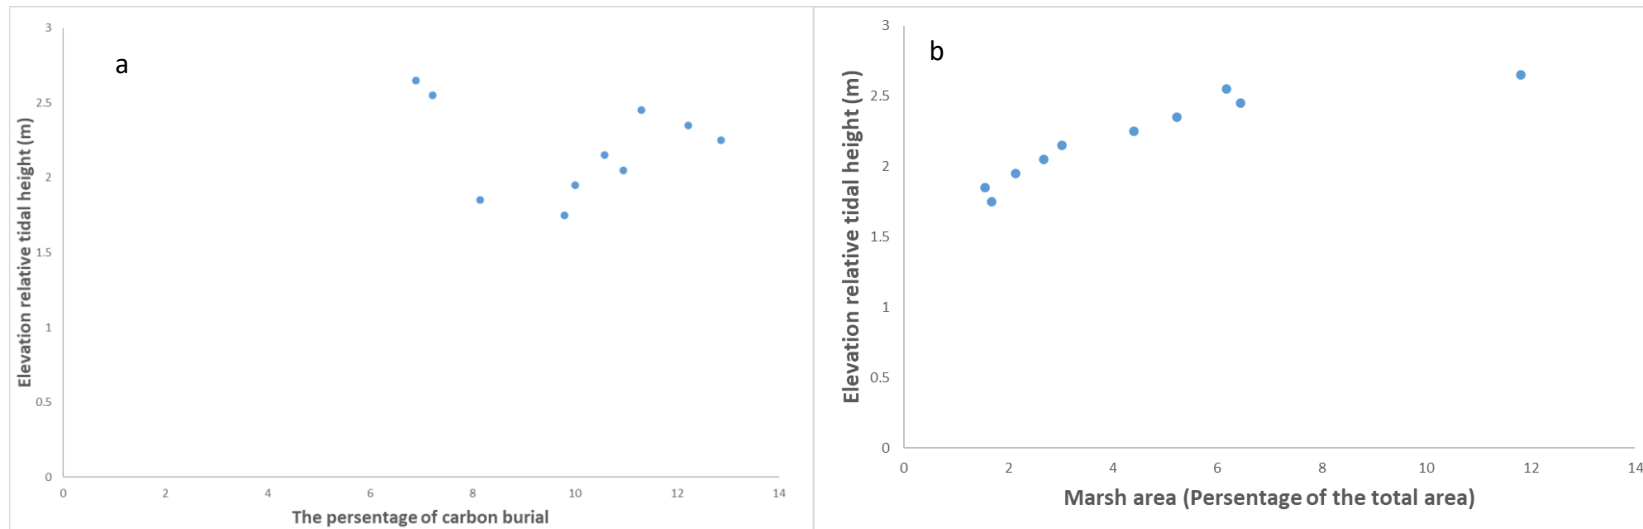 a
Elevation relative tidal height (m)
3
2.5
2
1.5
1
0.5
0
0 2 4 6 8 10 12 14
The persentage of carbon burial
b
Elevation relative tidal height (m)
3
2.5
2
1.5
1
0.5
0
0 2 4 6 8 10 12 14
Marsh area (Persentage of the total area)